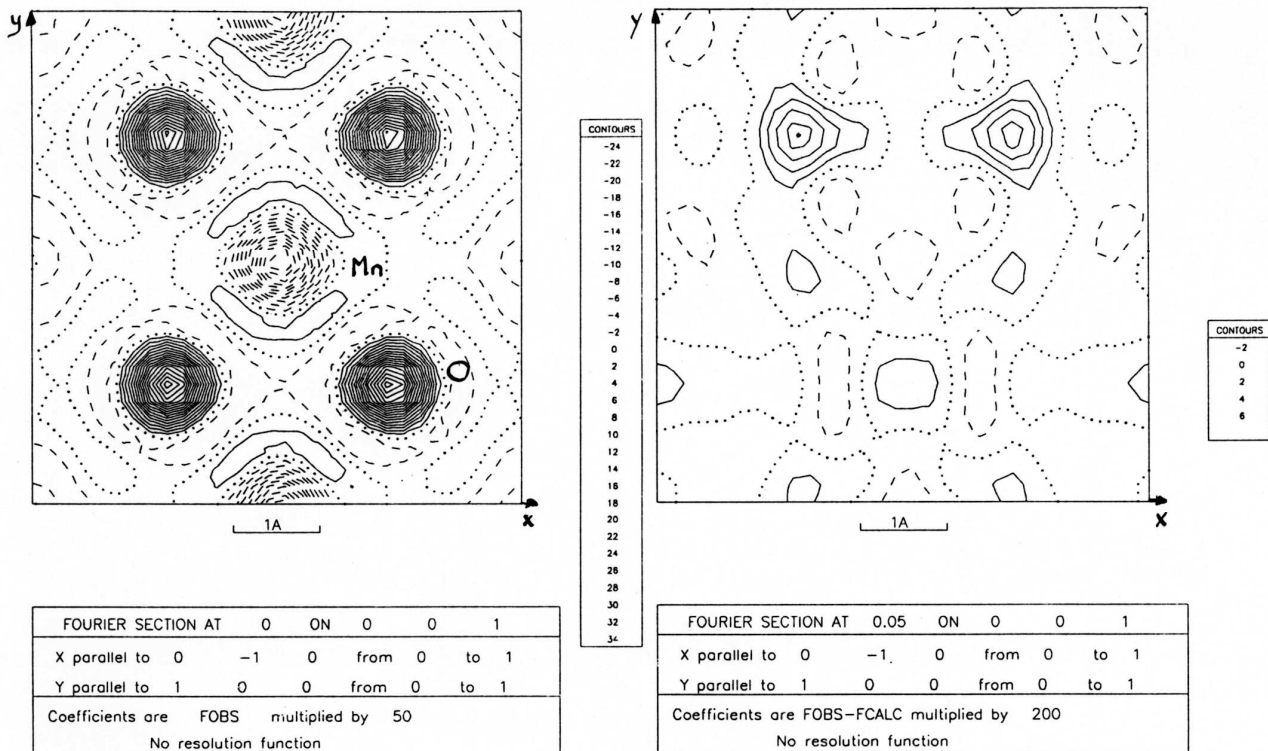 y
Mn
O
x
1A
CONTOURS
-24
-22
-20
-18
-16
-14
-12
-10
-8
-6
-4
-2
0
2
4
6
8
10
12
14
16
18
20
22
24
26
28
30
32
34
y
x
1A
CONTOURS
-2
0
2
4
6
FOURIER SECTION AT 0 ON 0 0 1
X parallel to 0 -1 0 from 0 to 1
Y parallel to 1 0 0 from 0 to 1
Coefficients are FOBS multiplied by 50
No resolution function
FOURIER SECTION AT 0.05 ON 0 0 1
X parallel to 0 -1 0 from 0 to 1
Y parallel to 1 0 0 from 0 to 1
Coefficients are FOBS-FCALC multiplied by 200
No resolution function